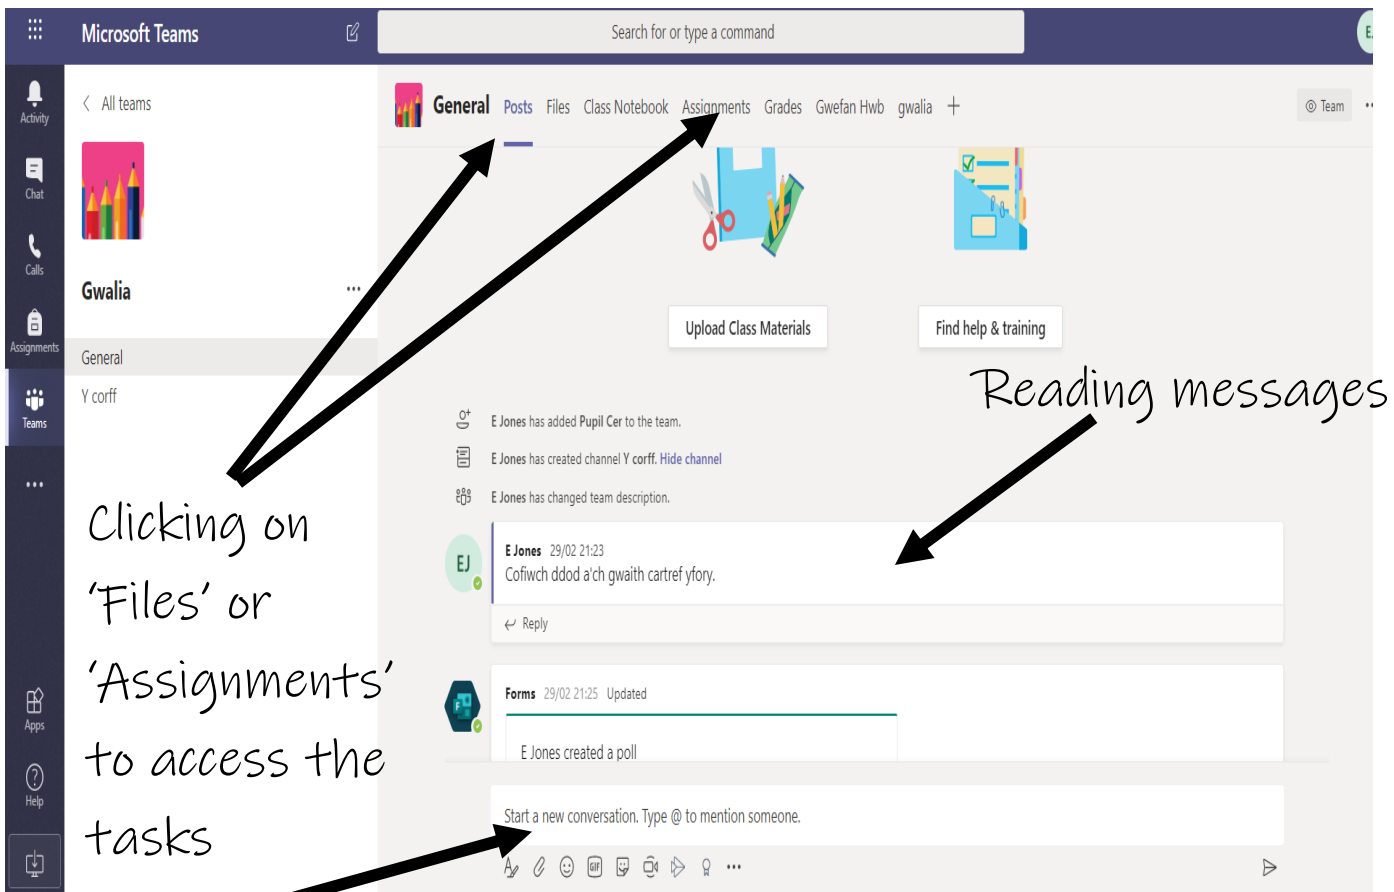 Microsoft Teams
Search for or type a command
Activity
Chat
Calls
Assignments
Teams
Apps
Help
All teams
Gwalia
General
Y corff
General Posts Files Class Notebook Assignments Grades Gwefan Hwb gwalia
Team
Upload Class Materials
Find help & training
Reading messages
E Jones has added Pupil Cer to the team.
E Jones has created channel Y corff. Hide channel
E Jones has changed team description.
EJ
E Jones 29/02 21:23
Cofiwch ddod a'ch gwaith cartref yfory.
Reply
Forms 29/02 21:25 Updated
E Jones created a poll
Start a new conversation. Type @ to mention someone.
GIF
Clicking on
'Files' or
'Assignments'
to access the
tasks